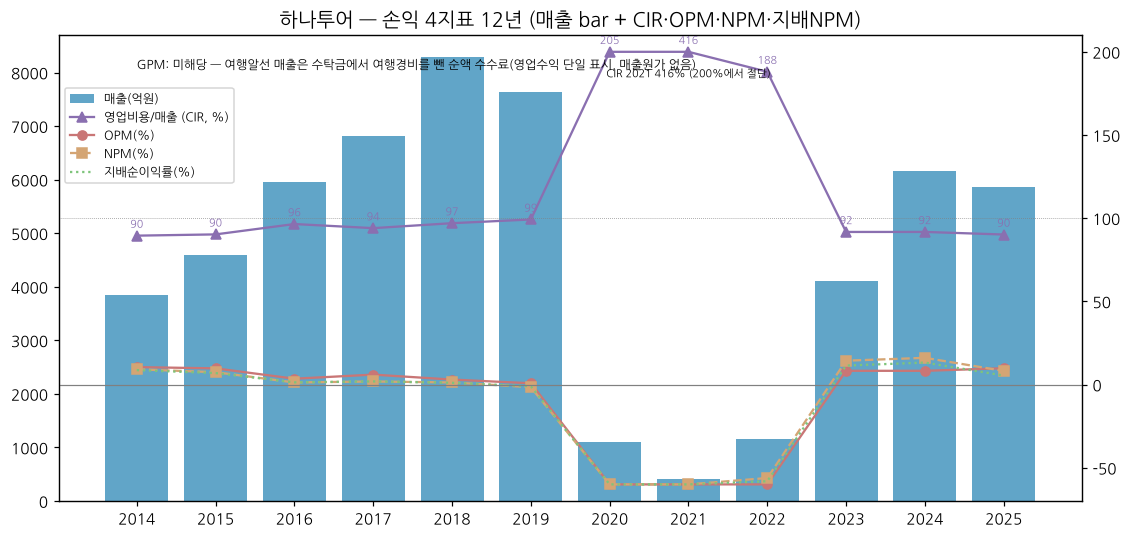 하나투어 — 손익 4지표 12년 (매출 bar + CIR·OPM·NPM·지배NPM)
GPM: 미해당 — 여행알선 매출은 수탁금에서 여행경비를 뺀 순액 수수료(영업수익 단일 표시, 매출원가 없음)
CIR 2021 416% (200%에서 절단)
매출(억원)
영업비용/매출 (CIR, %)
OPM(%)
NPM(%)
지배순이익률(%)
90 90 96 94 97 99 205 416 188 92 92 90
8000
7000
6000
5000
4000
3000
2000
1000
0
200
150
100
50
0
-50
2014 2015 2016 2017 2018 2019 2020 2021 2022 2023 2024 2025